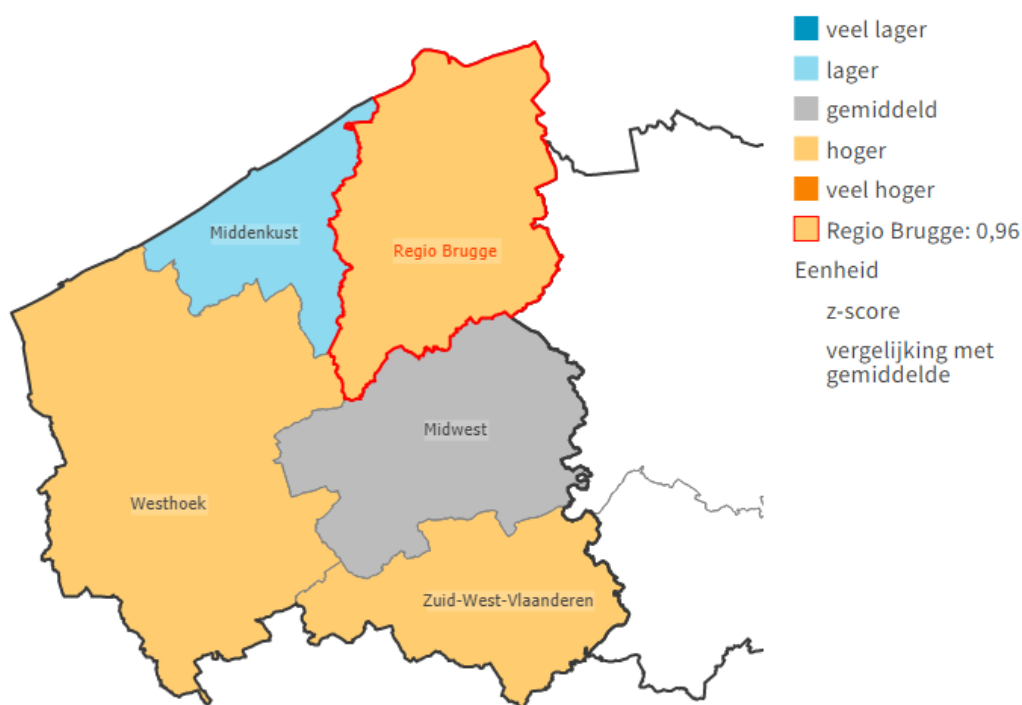 veel lager
lager
gemiddeld
hoger
veel hoger
Regio Brugge: 0,96
Eenheid
z-score
vergelijking met
gemiddelde
Middenkust
Regio Brugge
Midwest
Westhoek
Zuid-West-Vlaanderen